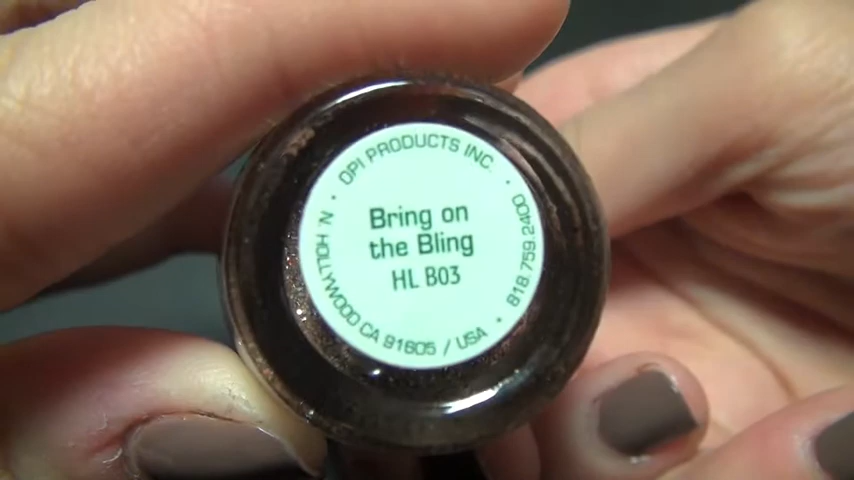 • OPI PRODUCTS INC. •
Bring on
the Bling
HL B03
N. HOLLYWOOD CA 91605 / USA • 818.759.2400